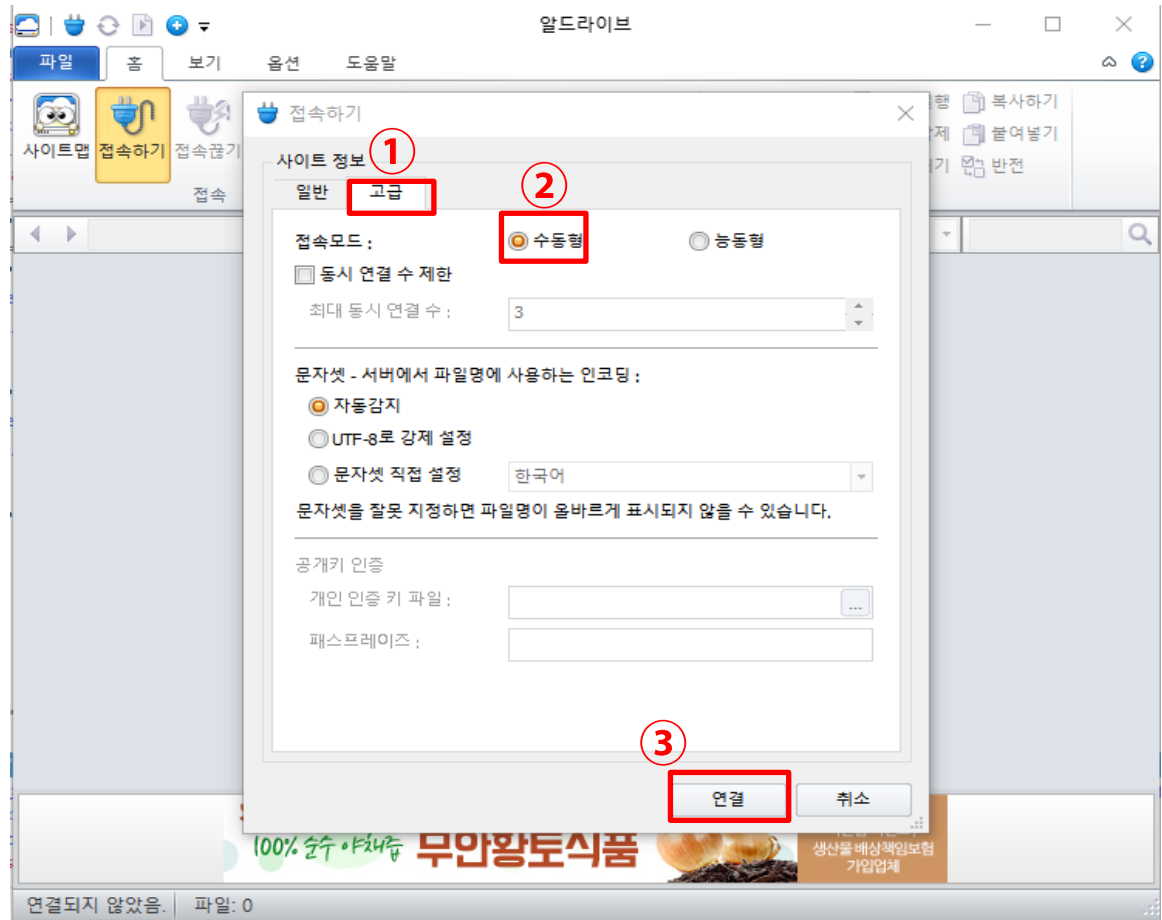 알드라이브
파일 홈 보기 옵션 도움말
사이트맵 접속하기 접속끊기
접속
행 복사하기
붙여넣기
기 반전
접속하기
사이트 정보
①
일반 고급
②
접속모드 : 수동형 능동형
동시 연결 수 제한
최대 동시 연결 수 : 3
문자셋 - 서버에서 파일명에 사용하는 인코딩 :
자동감지
UTF-8로 강제 설정
문자셋 직접 설정 한국어
문자셋을 잘못 지정하면 파일명이 올바르게 표시되지 않을 수 있습니다.
공개키 인증
개인 인증 키 파일 : ...
패스프레이즈 :
③
연결 취소
100% 순수 야채즙 무안황토식품
생산물 배상책임보험
가입업체
연결되지 않았음. 파일: 0